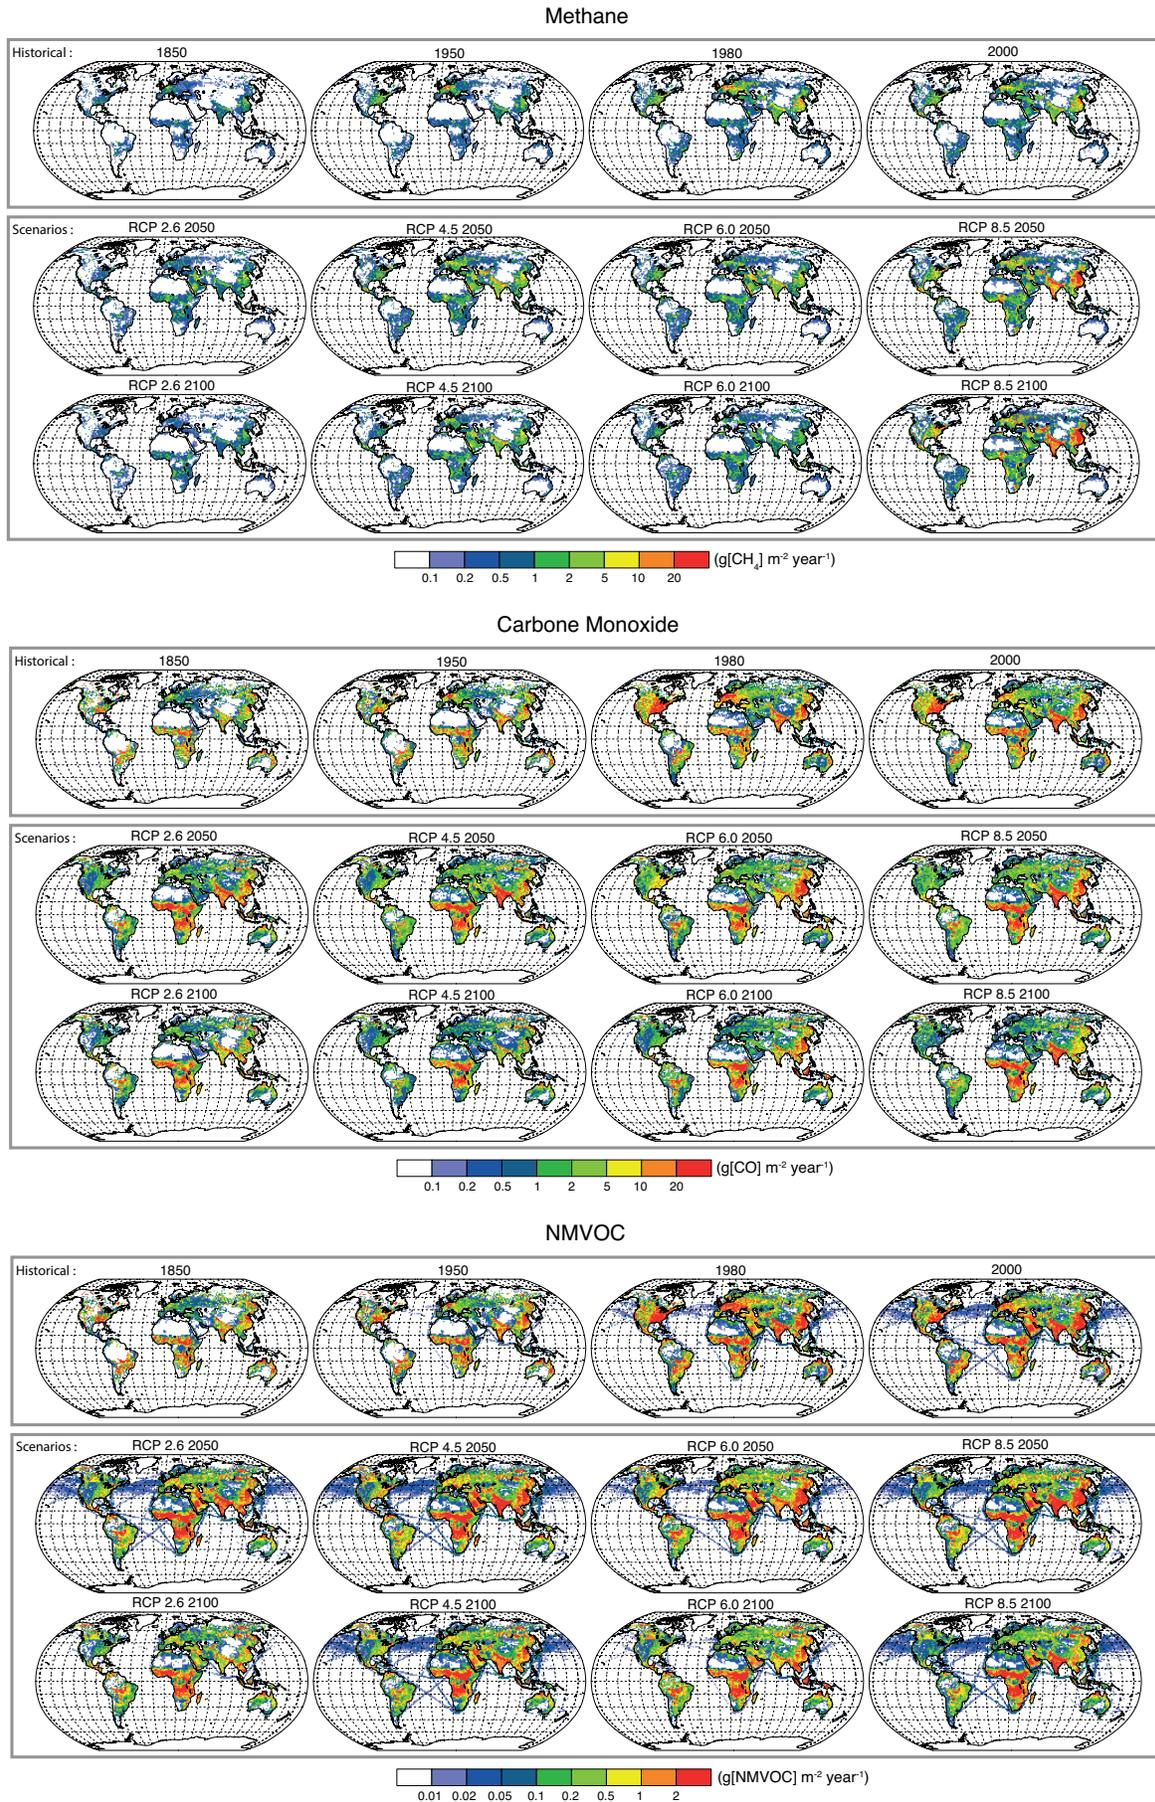 Methane
Historical : 1850 1950 1980 2000
Scenarios : RCP 2.6 2050 RCP 4.5 2050 RCP 6.0 2050 RCP 8.5 2050
RCP 2.6 2100 RCP 4.5 2100 RCP 6.0 2100 RCP 8.5 2100
(g[CH₄] m⁻² year⁻¹)
0.1 0.2 0.5 1 2 5 10 20
Carbone Monoxide
Historical : 1850 1950 1980 2000
Scenarios : RCP 2.6 2050 RCP 4.5 2050 RCP 6.0 2050 RCP 8.5 2050
RCP 2.6 2100 RCP 4.5 2100 RCP 6.0 2100 RCP 8.5 2100
(g[CO] m⁻² year⁻¹)
0.1 0.2 0.5 1 2 5 10 20
NMVOC
Historical : 1850 1950 1980 2000
Scenarios : RCP 2.6 2050 RCP 4.5 2050 RCP 6.0 2050 RCP 8.5 2050
RCP 2.6 2100 RCP 4.5 2100 RCP 6.0 2100 RCP 8.5 2100
(g[NMVOC] m⁻² year⁻¹)
0.01 0.02 0.05 0.1 0.2 0.5 1 2